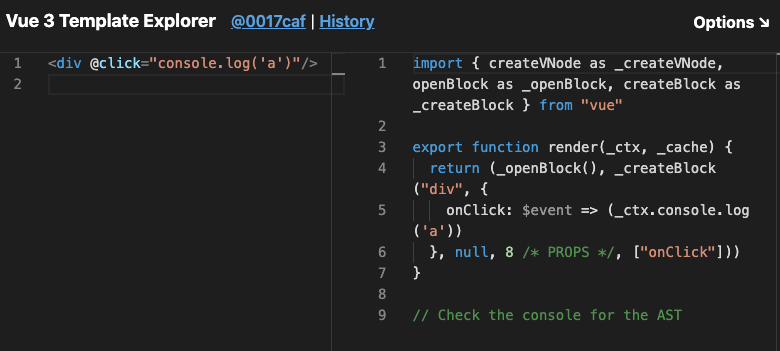 Vue 3 Template Explorer @0017caf | History
Options ↘
1 <div @click="console.log('a')"/>
2
1 import { createVNode as _createVNode,
openBlock as _openBlock, createBlock as
_createBlock } from "vue"
2
3 export function render(_ctx, _cache) {
4 return (_openBlock(), _createBlock
("div", {
5 onClick: $event => (_ctx.console.log
('a'))
6 }, null, 8 /* PROPS */, ["onClick"]))
7 }
8
9 // Check the console for the AST